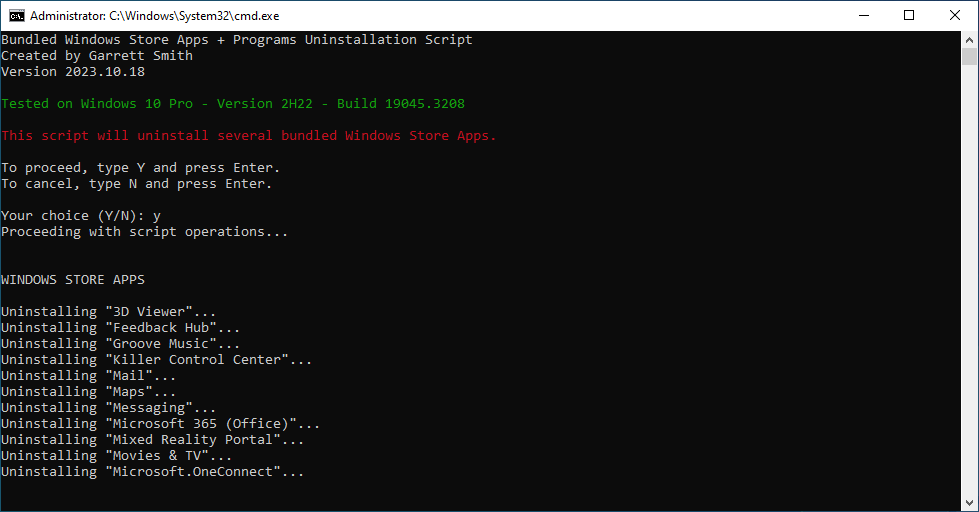 Administrator: C:\Windows\System32\cmd.exe
Bundled Windows Store Apps + Programs Uninstallation Script
Created by Garrett Smith
Version 2023.10.18
Tested on Windows 10 Pro - Version 2H22 - Build 19045.3208
This script will uninstall several bundled Windows Store Apps.
To proceed, type Y and press Enter.
To cancel, type N and press Enter.
Your choice (Y/N): y
Proceeding with script operations...
WINDOWS STORE APPS
Uninstalling "3D Viewer"...
Uninstalling "Feedback Hub"...
Uninstalling "Groove Music"...
Uninstalling "Killer Control Center"...
Uninstalling "Mail"...
Uninstalling "Maps"...
Uninstalling "Messaging"...
Uninstalling "Microsoft 365 (Office)"...
Uninstalling "Mixed Reality Portal"...
Uninstalling "Movies & TV"...
Uninstalling "Microsoft.OneConnect"...